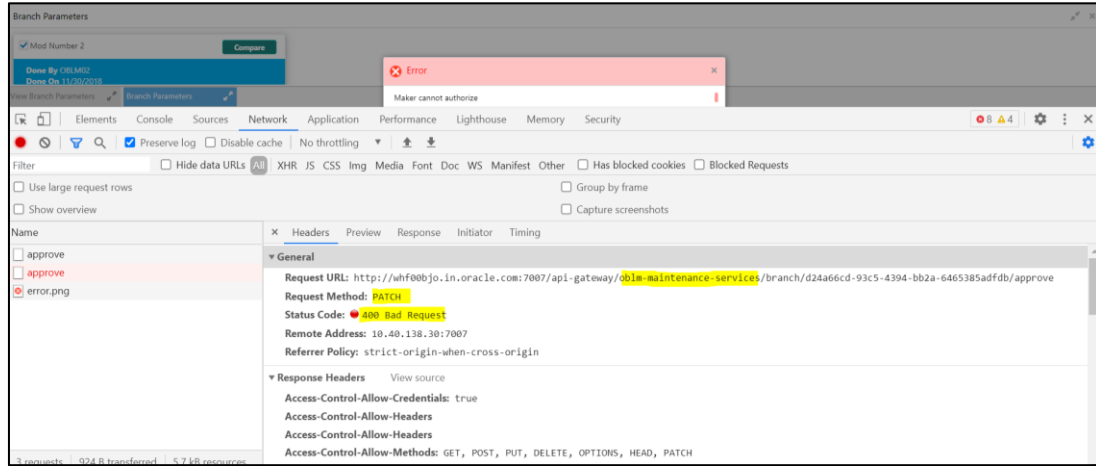 Branch Parameters
Mod Number 2 Compare
Done By OBLM02
Done On 11/30/2018
Error
Maker cannot authorize
View Branch Parameters Branch Parameters
Elements Console Sources Network Application Performance Lighthouse Memory Security 8 4
Preserve log Disable cache No throttling
Filter Hide data URLs All XHR JS CSS Img Media Font Doc WS Manifest Other Has blocked cookies Blocked Requests
Use large request rows Group by frame
Show overview Capture screenshots
Name Headers Preview Response Initiator Timing
approve
approve
error.png
General
Request URL: http://whf00bjo.in.oracle.com:7007/api-gateway/oblm-maintenance-services/branch/d24a66cd-93c5-4394-bb2a-6465385adfdb/approve
Request Method: PATCH
Status Code: 400 Bad Request
Remote Address: 10.40.138.30:7007
Referrer Policy: strict-origin-when-cross-origin
Response Headers View source
Access-Control-Allow-Credentials: true
Access-Control-Allow-Headers
Access-Control-Allow-Headers
Access-Control-Allow-Methods: GET, POST, PUT, DELETE, OPTIONS, HEAD, PATCH
3 requests 924 B transferred 5.7 kB resources